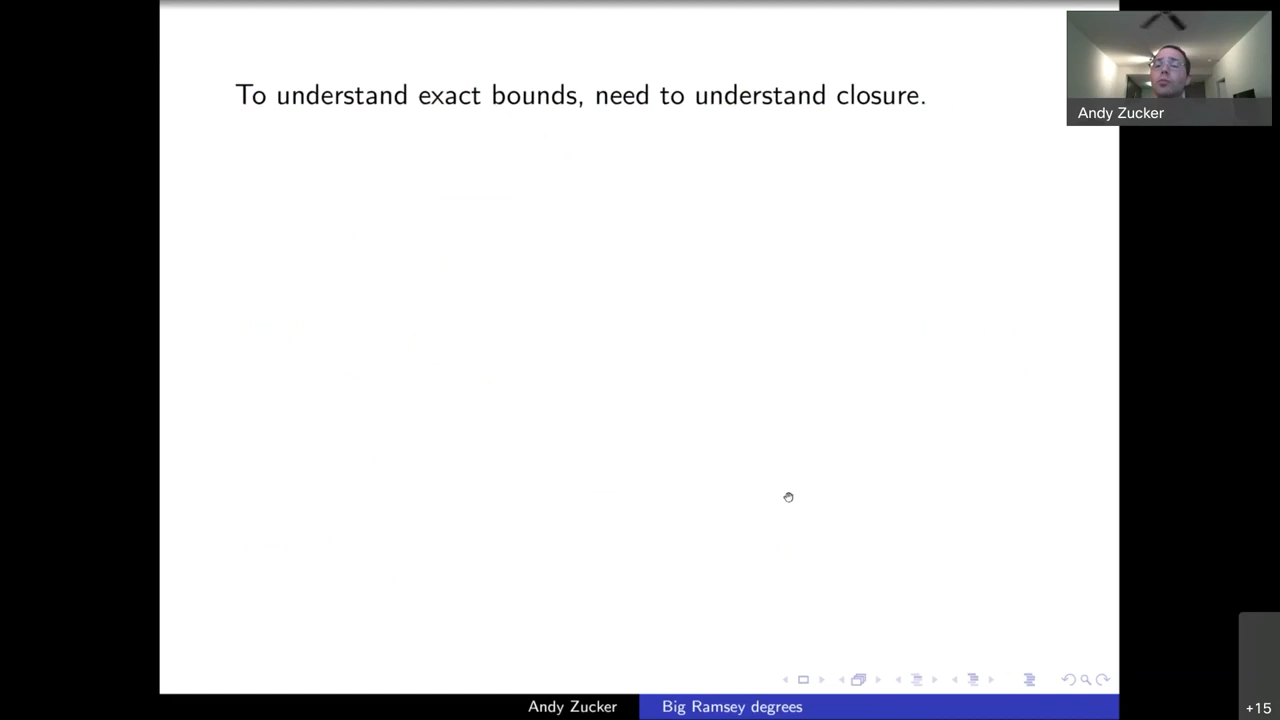 To understand exact bounds, need to understand closure.
Andy Zucker
Andy Zucker
Big Ramsey degrees
+15